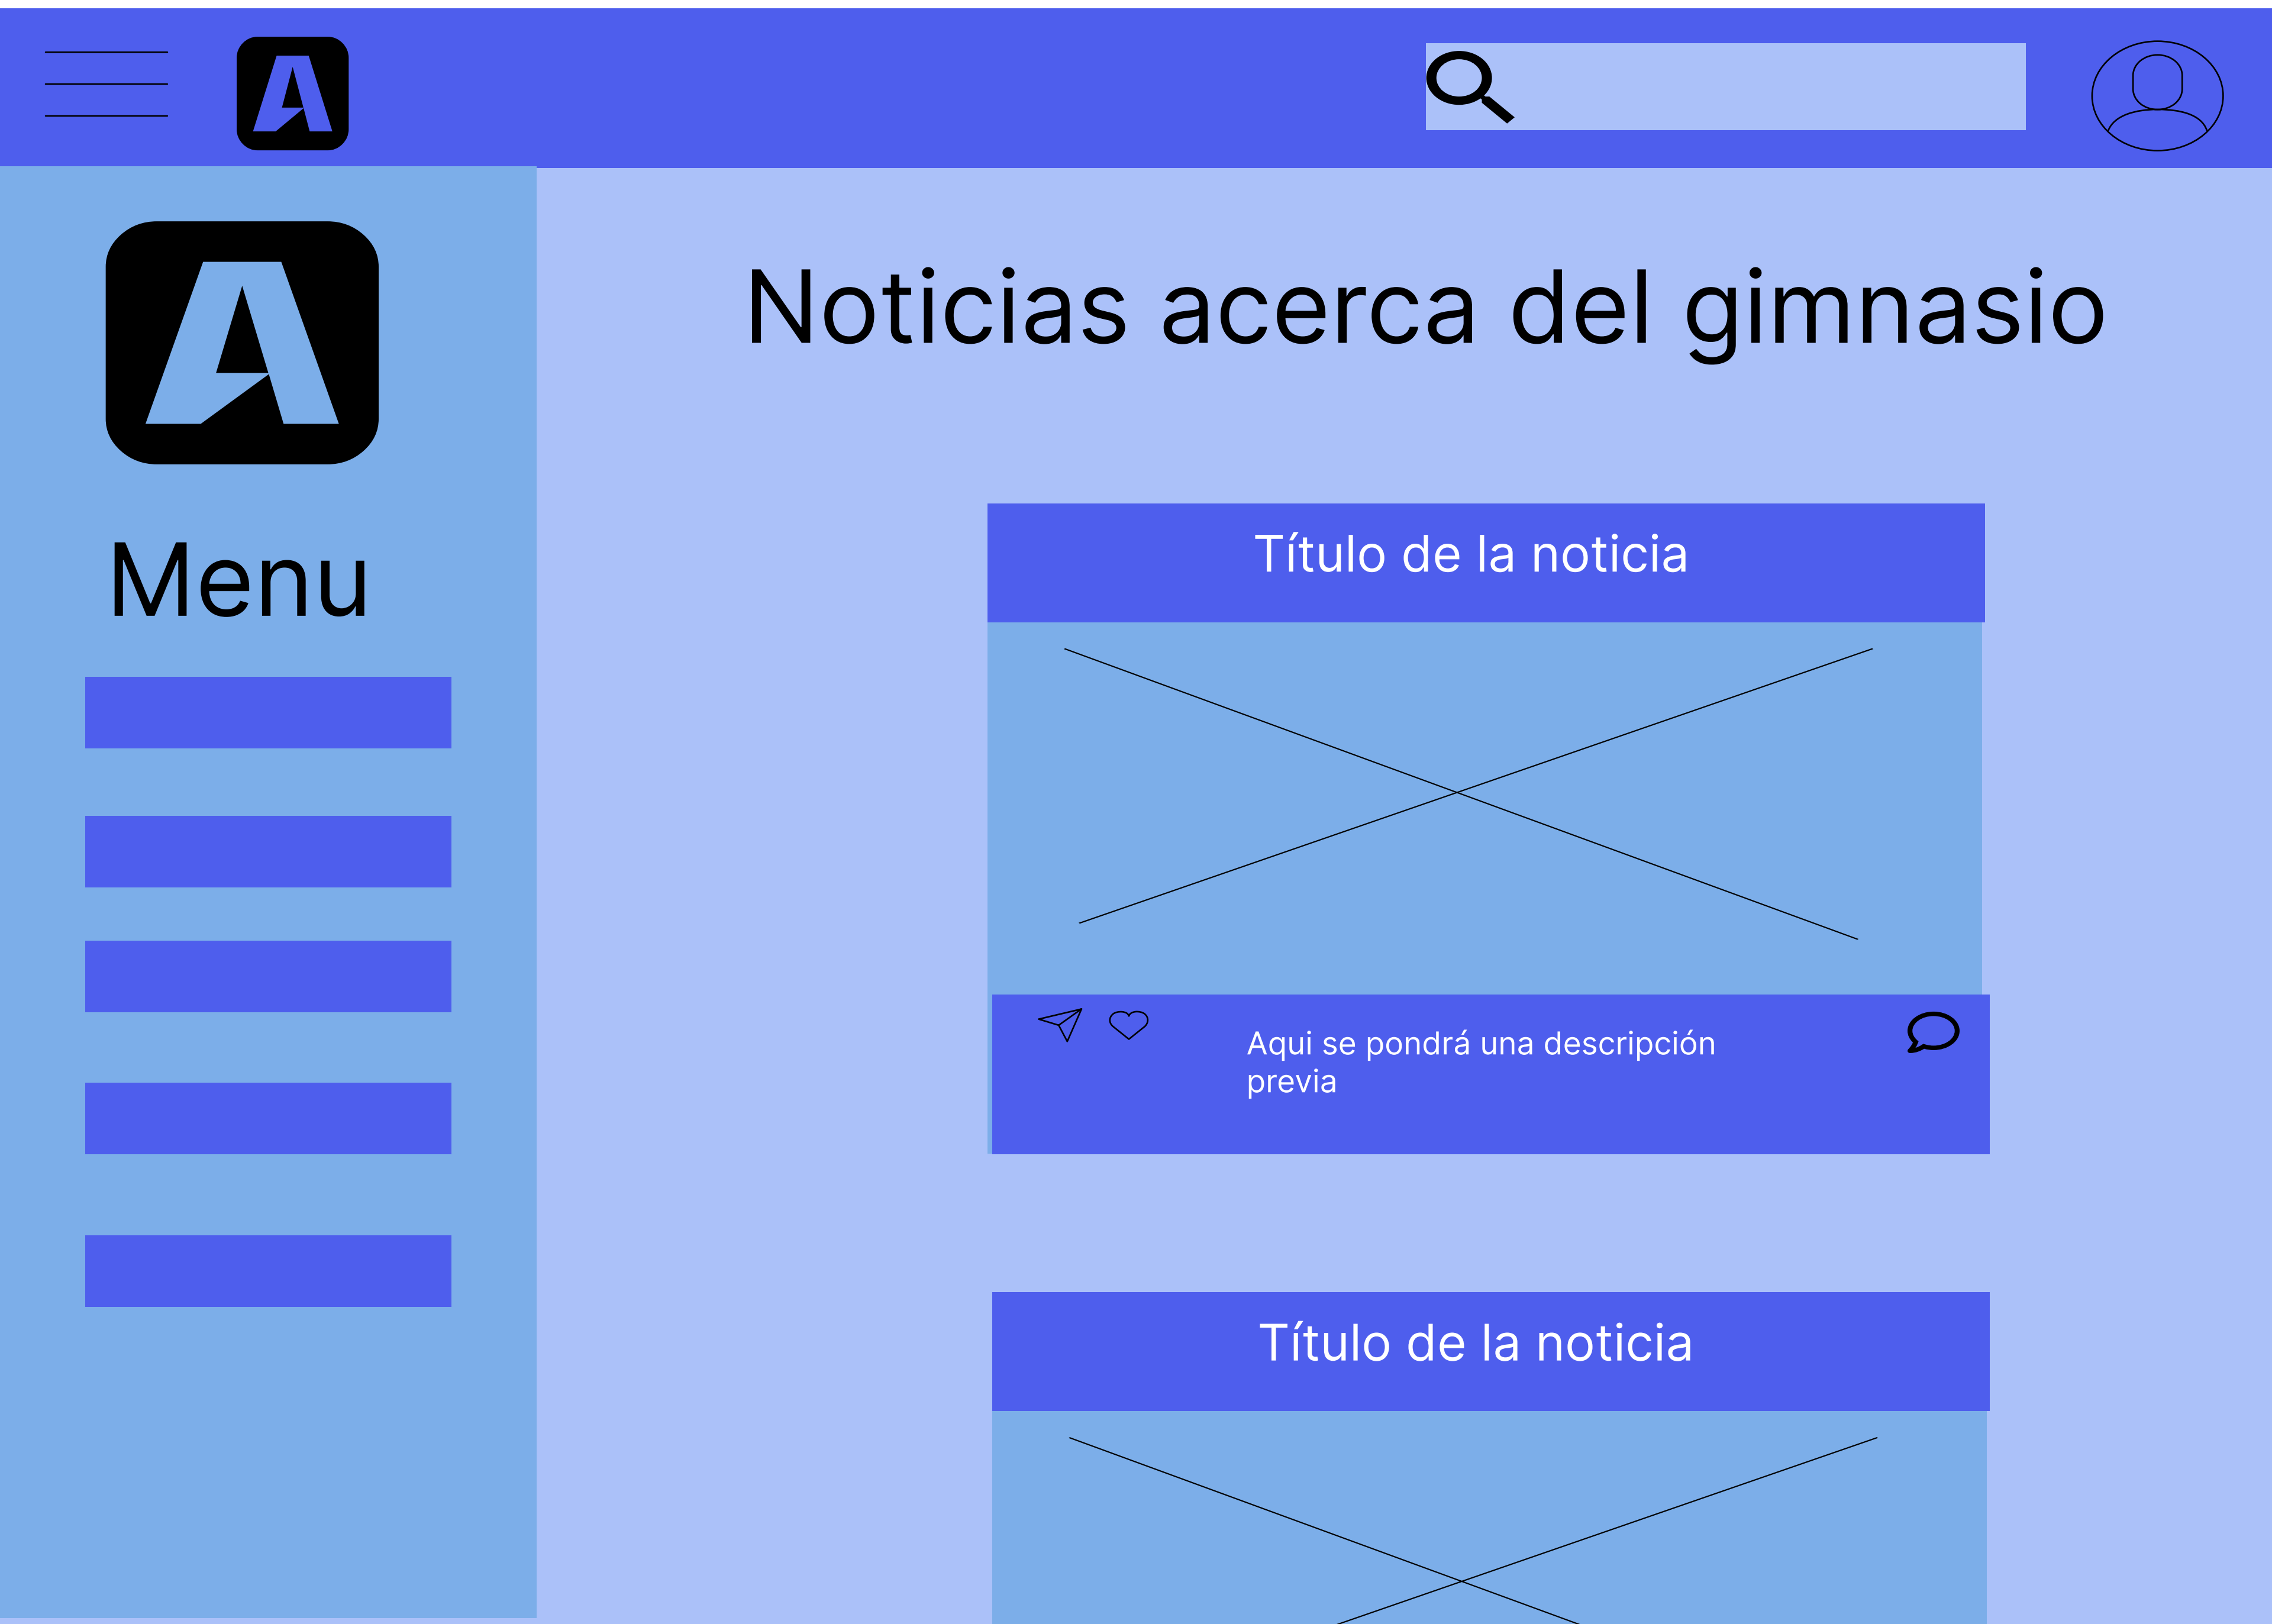 A
A
Noticias acerca del gimnasio
Menu
Título de la noticia
Aqui se pondrá una descripción
previa
Título de la noticia